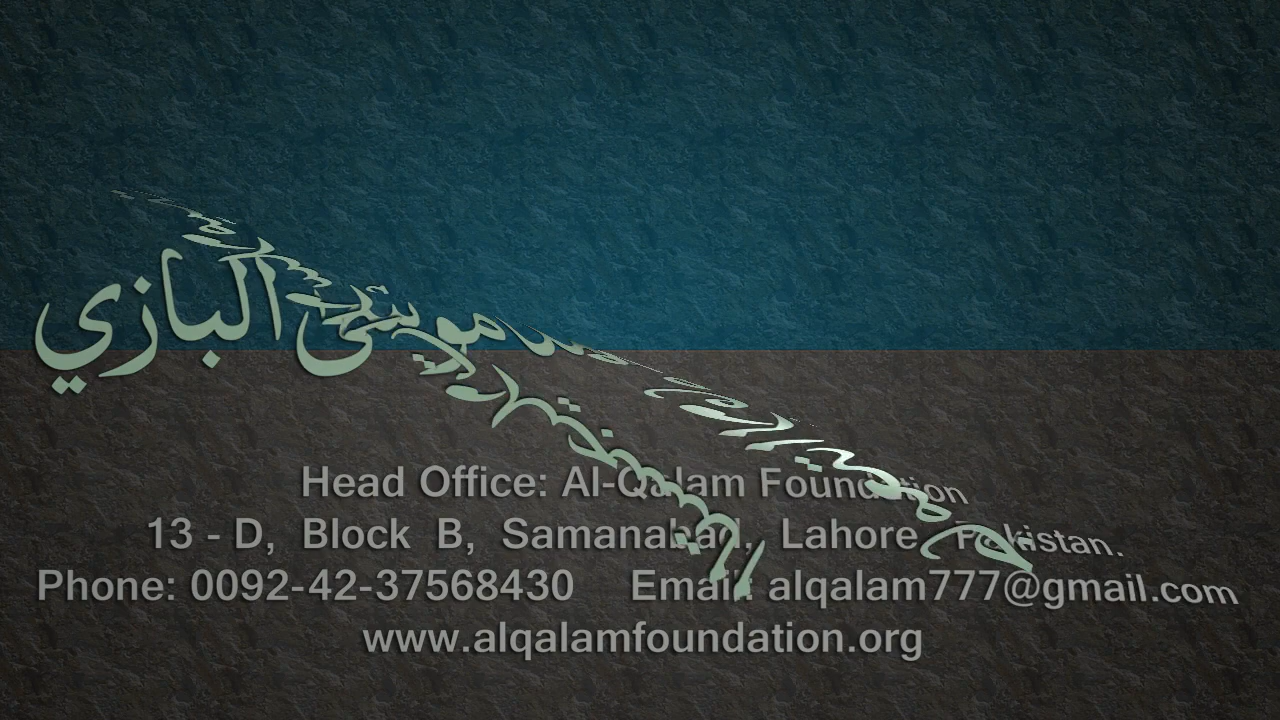 موسى البازي
Head Office: Al-Qalam Foundation
13 - D, Block B, Samanabad, Lahore, Pakistan.
Phone: 0092-42-37568430 Email: alqalam777@gmail.com
www.alqalamfoundation.org